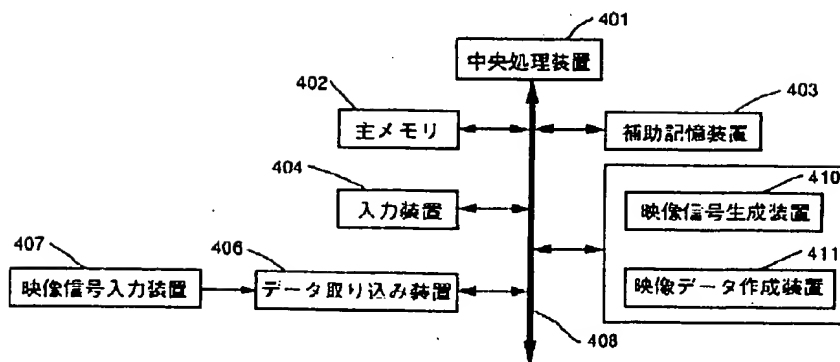 401
中央処理装置
402
主メモリ
403
補助記憶装置
404
入力装置
410
映像信号生成装置
407
映像信号入力装置
406
データ取り込み装置
411
映像データ作成装置
408